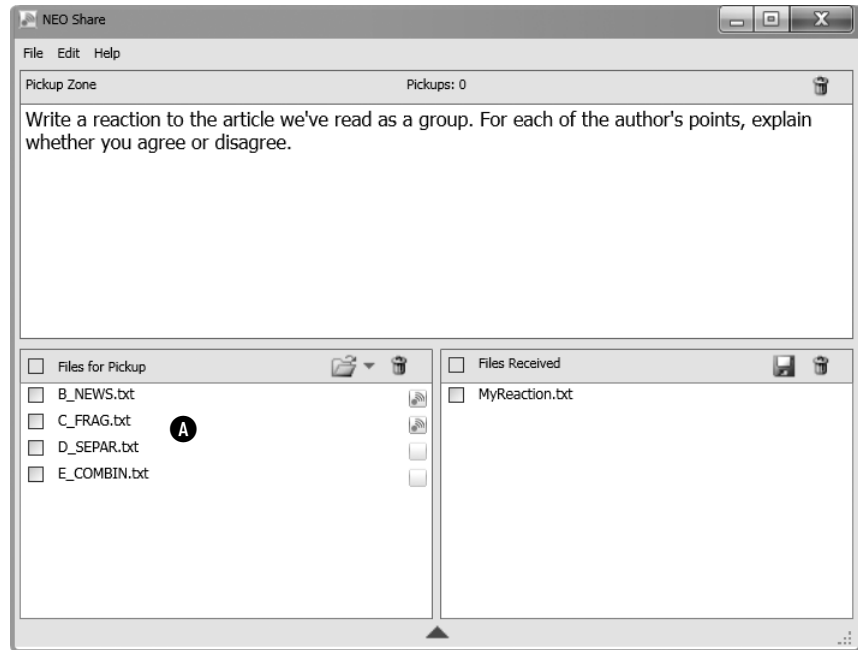 NEO Share
File Edit Help
Pickup Zone Pickups: 0
Write a reaction to the article we've read as a group. For each of the author's points, explain
whether you agree or disagree.
Files for Pickup
B_NEWS.txt
C_FRAG.txt
A
D_SEPAR.txt
E_COMBIN.txt
Files Received
MyReaction.txt